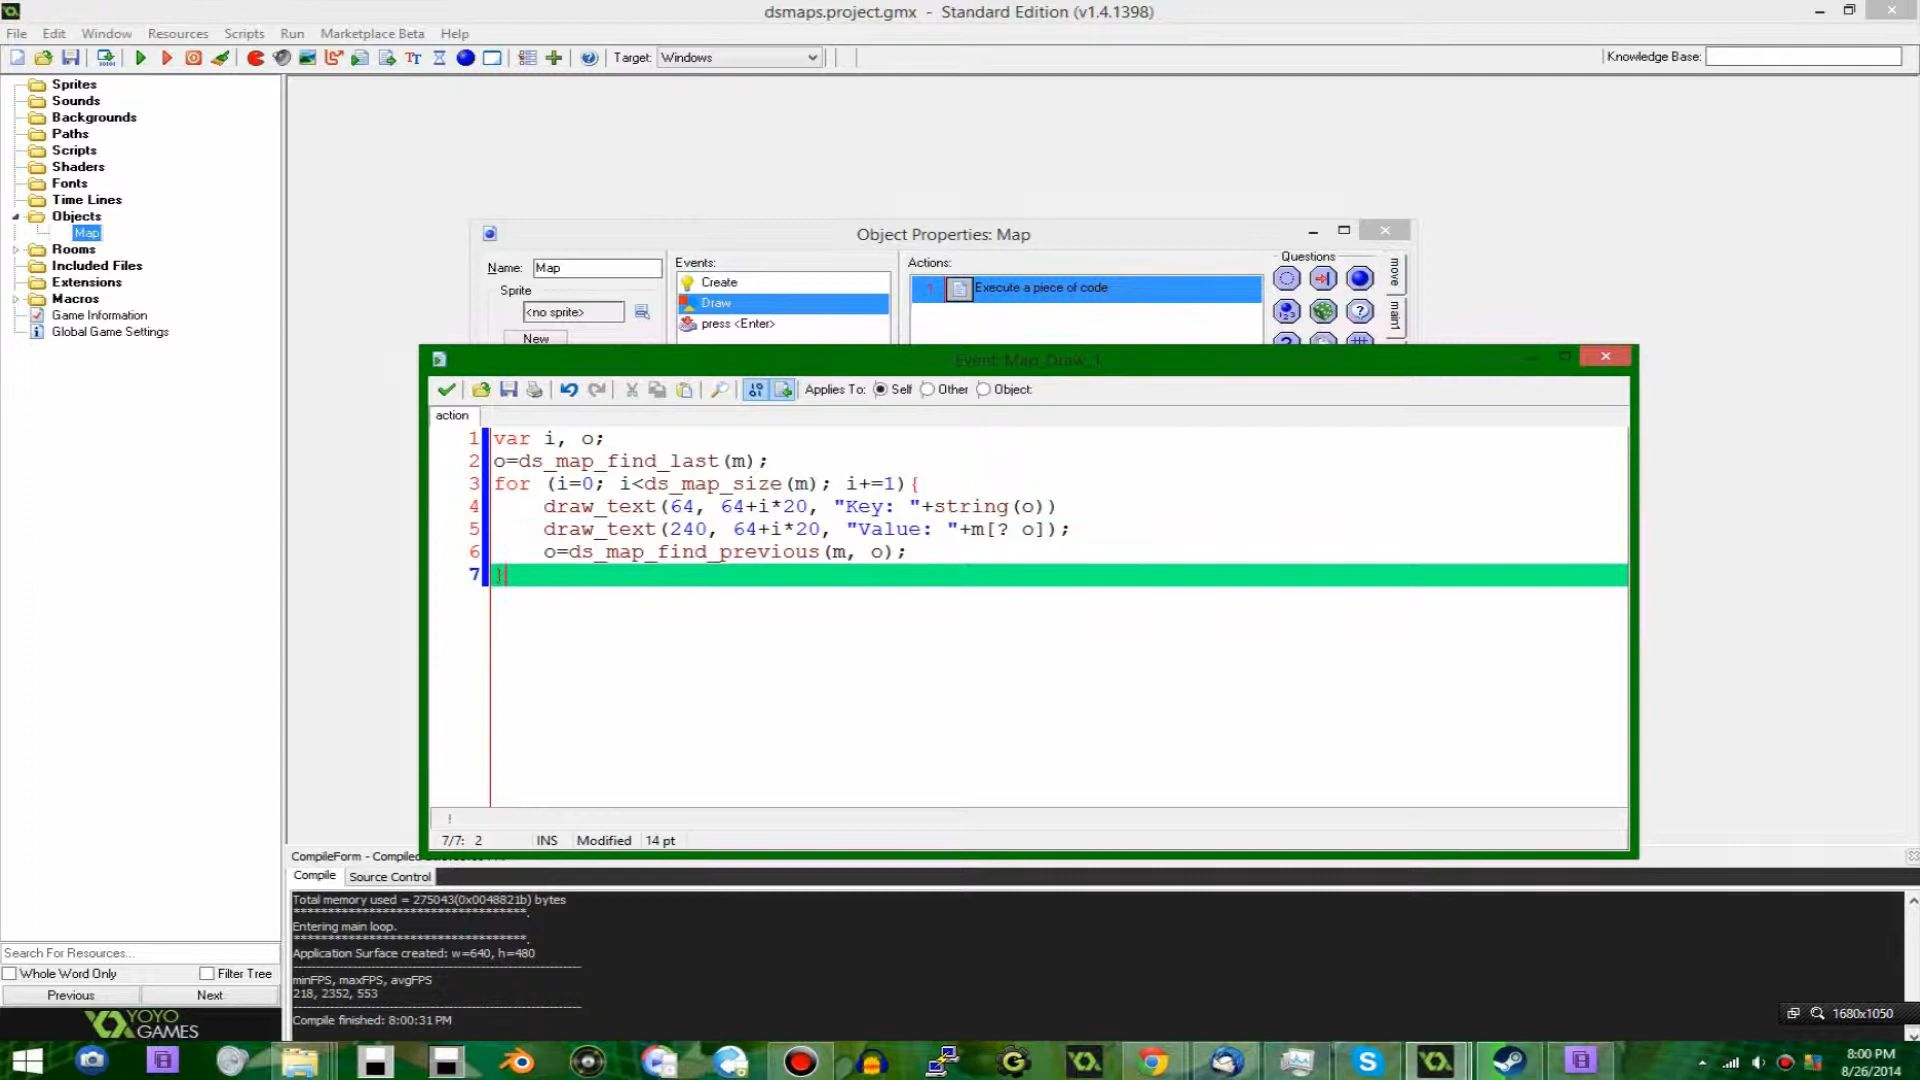 dsmaps.project.gmx - Standard Edition (v1.4.1398)
File Edit Window Resources Scripts Run Marketplace Beta Help
Target: Windows
Knowledge Base:
Sprites
Sounds
Backgrounds
Paths
Scripts
Shaders
Fonts
Time Lines
Objects
Map
Rooms
Included Files
Extensions
Macros
Game Information
Global Game Settings
Object Properties: Map
Name: Map
Sprite
<no sprite>
New
Events:
Create
Draw
press <Enter>
Actions:
1 Execute a piece of code
Questions
move
main1
Event: Map_Draw_1
Applies To: Self Other Object:
action
1 var i, o;
2 o=ds_map_find_last(m);
3 for (i=0; i<ds_map_size(m); i+=1){
4 draw_text(64, 64+i*20, "Key: "+string(o))
5 draw_text(240, 64+i*20, "Value: "+m[? o]);
6 o=ds_map_find_previous(m, o);
7 }
7/7: 2 INS Modified 14 pt
CompileForm - Compiled
Compile Source Control
Total memory used = 275043(0x0048821b) bytes
***********************************.
Entering main loop.
***********************************.
Application Surface created: w=640, h=480
minFPS, maxFPS, avgFPS
218, 2352, 553
Compile finished: 8:00:31 PM
Search For Resources...
Whole Word Only Filter Tree
Previous Next
YOYO GAMES
1680x1050
8:00 PM
8/26/2014